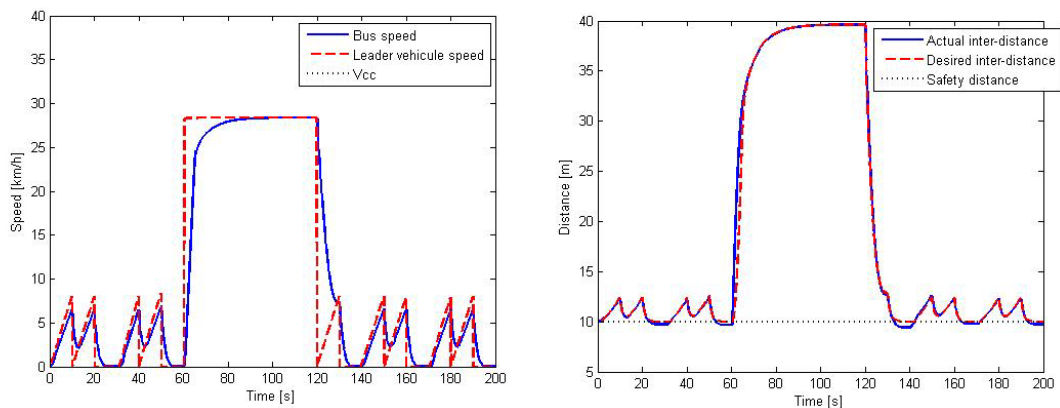 40
35
30
25
20
15
10
5
0
Speed [km/h]
Bus speed
Leader vehicule speed
Vcc
0 20 40 60 80 100 120 140 160 180 200
Time [s]
40
35
30
25
20
15
10
5
Distance [m]
Actual inter-distance
Desired inter-distance
Safety distance
0 20 40 60 80 100 120 140 160 180 200
Time [s]